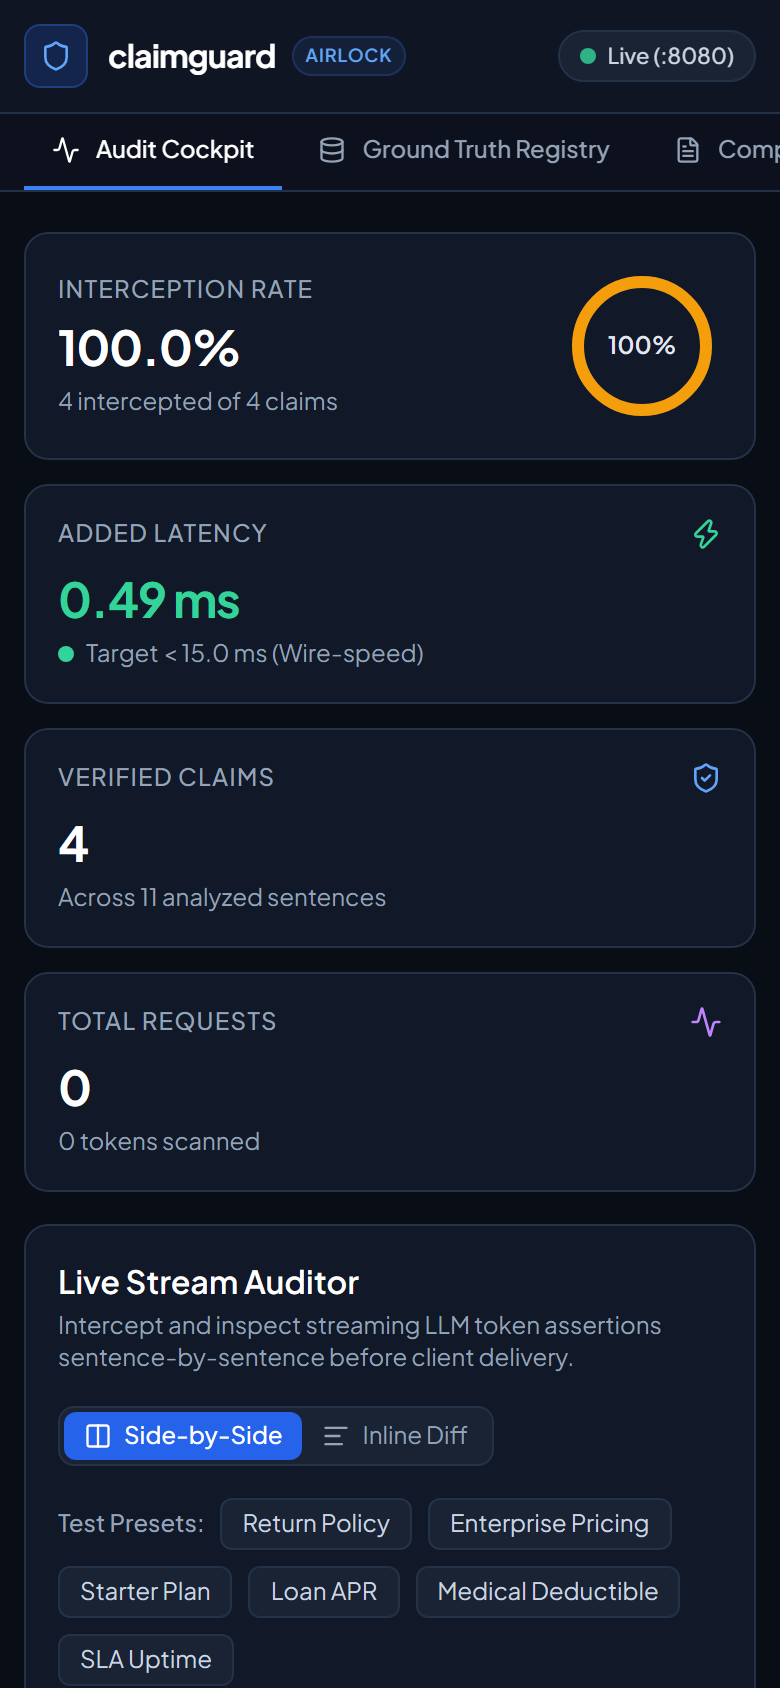 claimguard AIRLOCK Live (:8080)
Audit Cockpit Ground Truth Registry Comp
INTERCEPTION RATE
100.0%
100%
4 intercepted of 4 claims
ADDED LATENCY
0.49 ms
Target < 15.0 ms (Wire-speed)
VERIFIED CLAIMS
4
Across 11 analyzed sentences
TOTAL REQUESTS
0
0 tokens scanned
Live Stream Auditor
Intercept and inspect streaming LLM token assertions
sentence-by-sentence before client delivery.
Side-by-Side Inline Diff
Test Presets: Return Policy Enterprise Pricing
Starter Plan Loan APR Medical Deductible
SLA Uptime